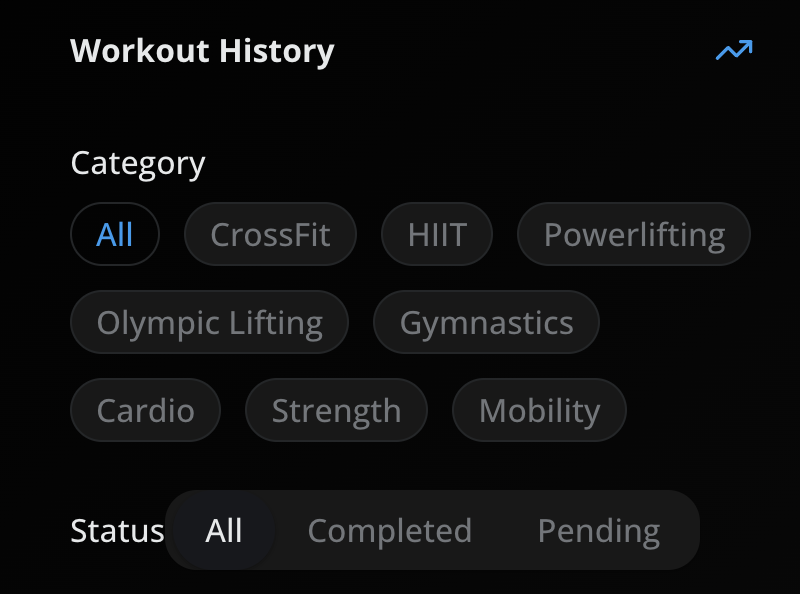 Workout History
Category
All CrossFit HIIT Powerlifting
Olympic Lifting Gymnastics
Cardio Strength Mobility
Status All Completed Pending